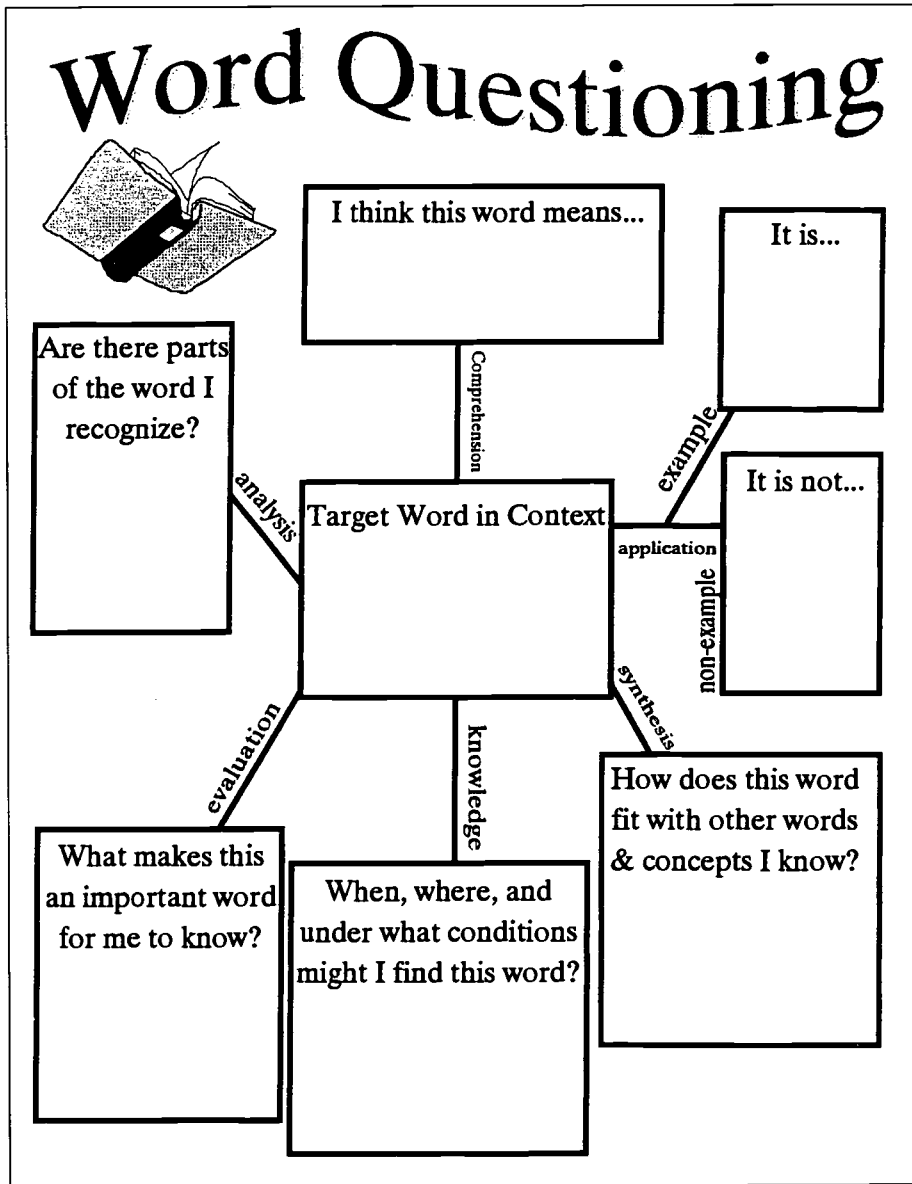 Word Questioning
I think this word means...
It is...
Are there parts
of the word I
recognize?
Comprehension
example
analysis
Target Word in Context
It is not...
application
non-example
synthesis
evaluation
knowledge
How does this word
fit with other words
& concepts I know?
What makes this
an important word
for me to know?
When, where, and
under what conditions
might I find this word?